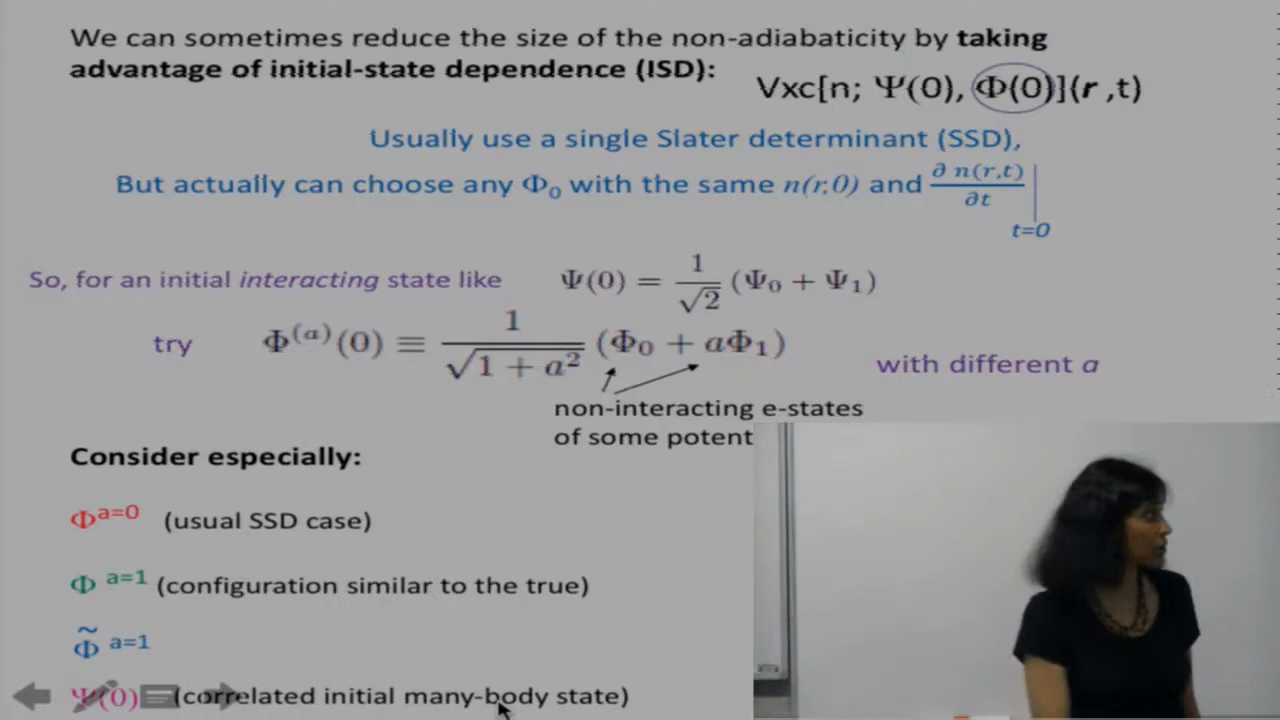 We can sometimes reduce the size of the non-adiabaticity by taking
advantage of initial-state dependence (ISD):
Vxc[n; Ψ(0), Φ(0)](r ,t)
Usually use a single Slater determinant (SSD),
But actually can choose any Φ₀ with the same n(r,0) and ∂ n(r,t)/∂t |
t=0
So, for an initial interacting state like Ψ(0) = 1/√2 (Ψ₀ + Ψ₁)
try Φ^(a)(0) ≡ 1/√(1 + a²) (Φ₀ + aΦ₁) with different a
non-interacting e-states
of some potent
Consider especially:
Φ^a=0 (usual SSD case)
Φ^a=1 (configuration similar to the true)
Φ̃^a=1
Ψ(0) (correlated initial many-body state)